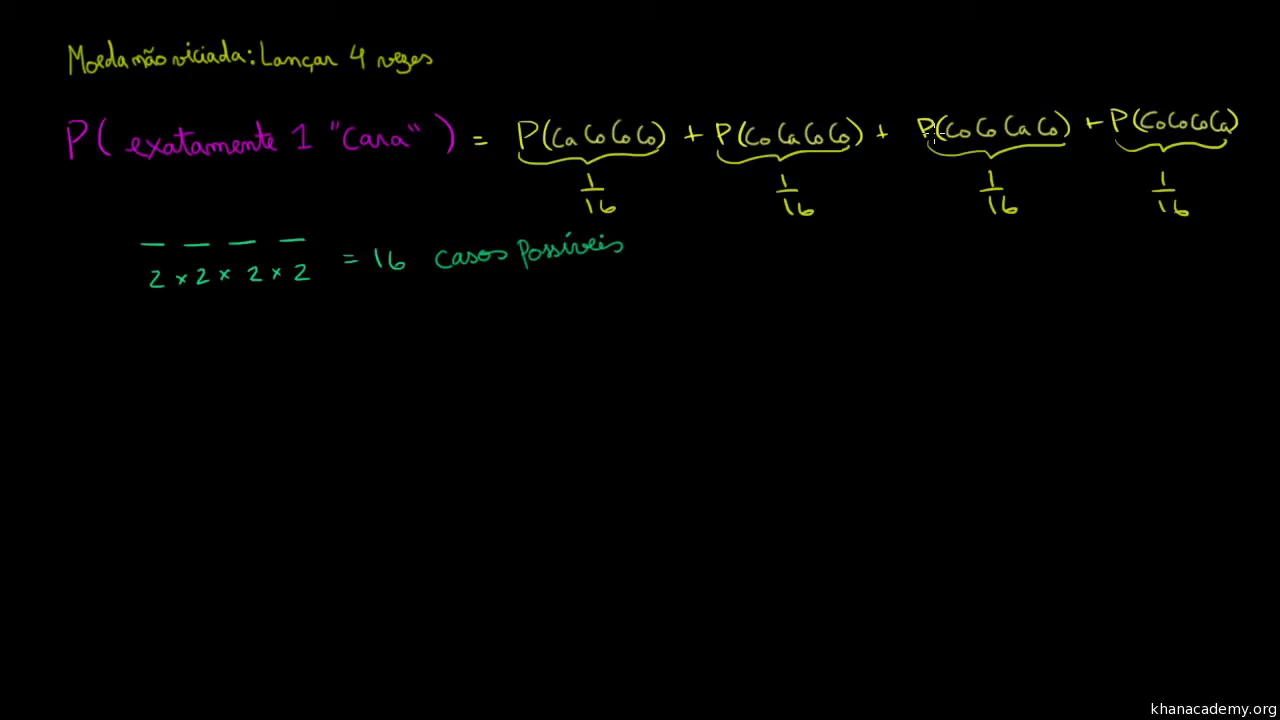 Moeda não viciada: Lançar 4 vezes
P( exatamente 1 "Cara" ) = P(Ca Co Co Co) + P(Co Ca Co Co) + P(Co Co Ca Co) + P(Co Co Co Ca)
1/16 1/16 1/16 1/16
2 × 2 × 2 × 2 = 16 casos possíveis
khanacademy.org